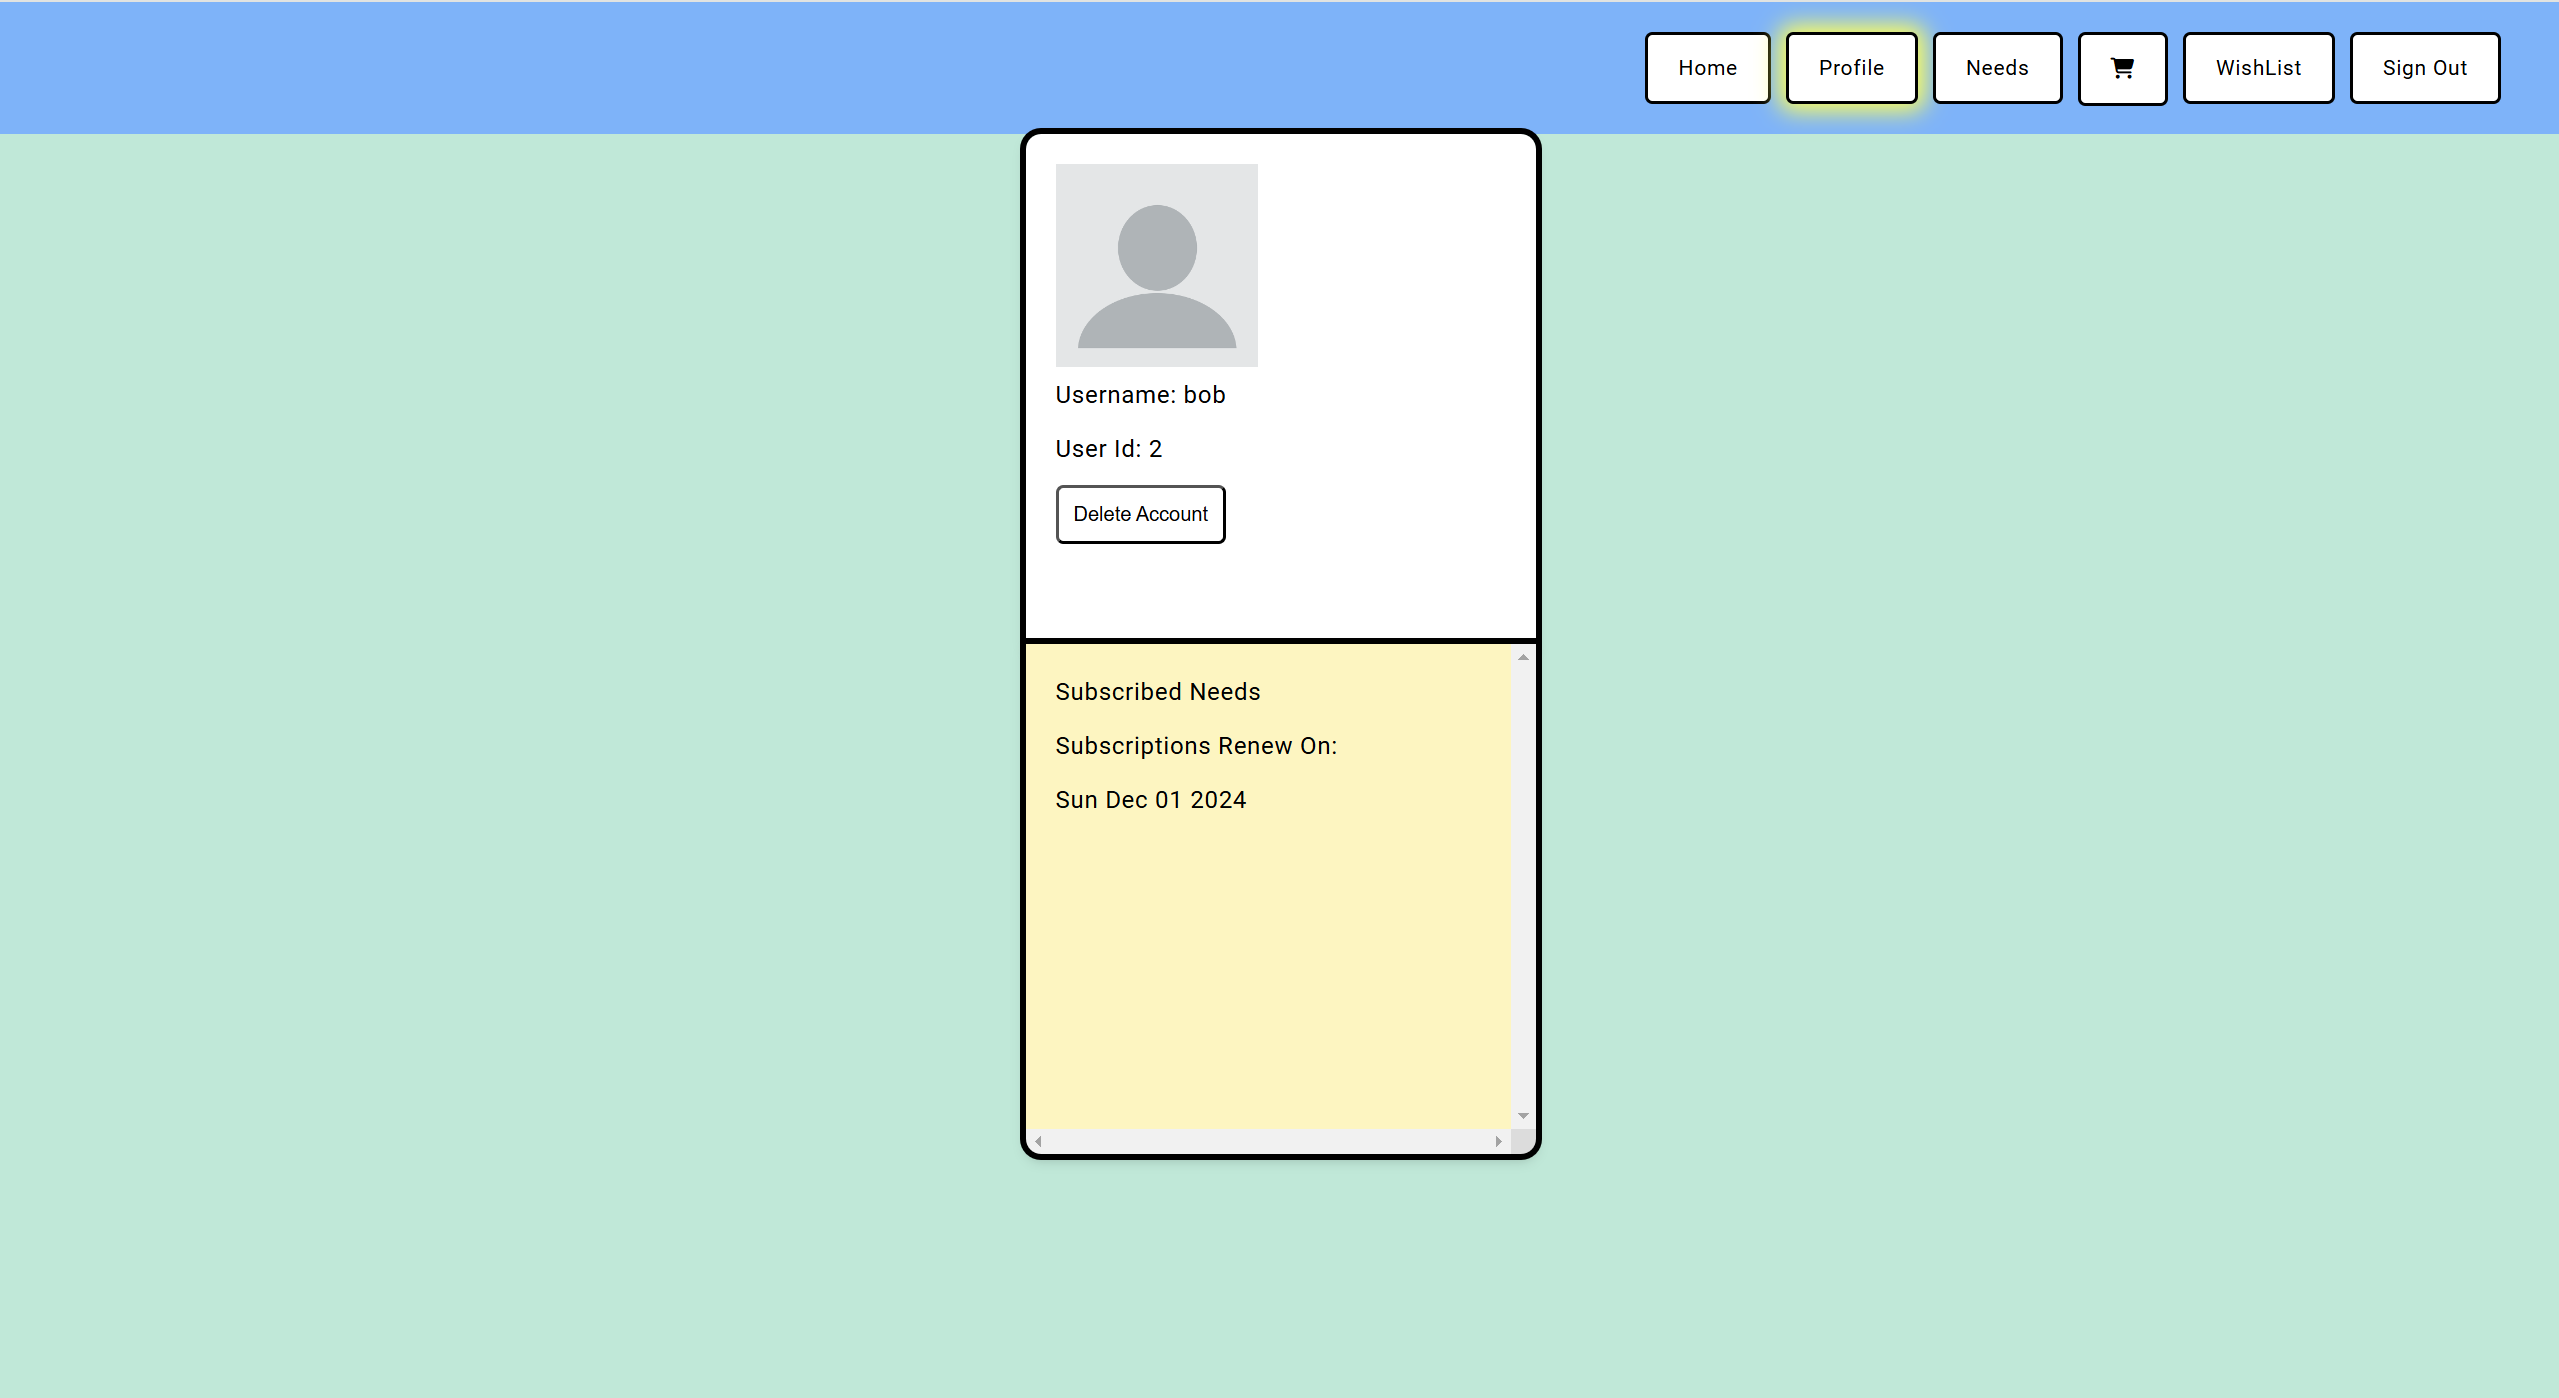 Home Profile Needs WishList Sign Out
Username: bob
User Id: 2
Delete Account
Subscribed Needs
Subscriptions Renew On:
Sun Dec 01 2024